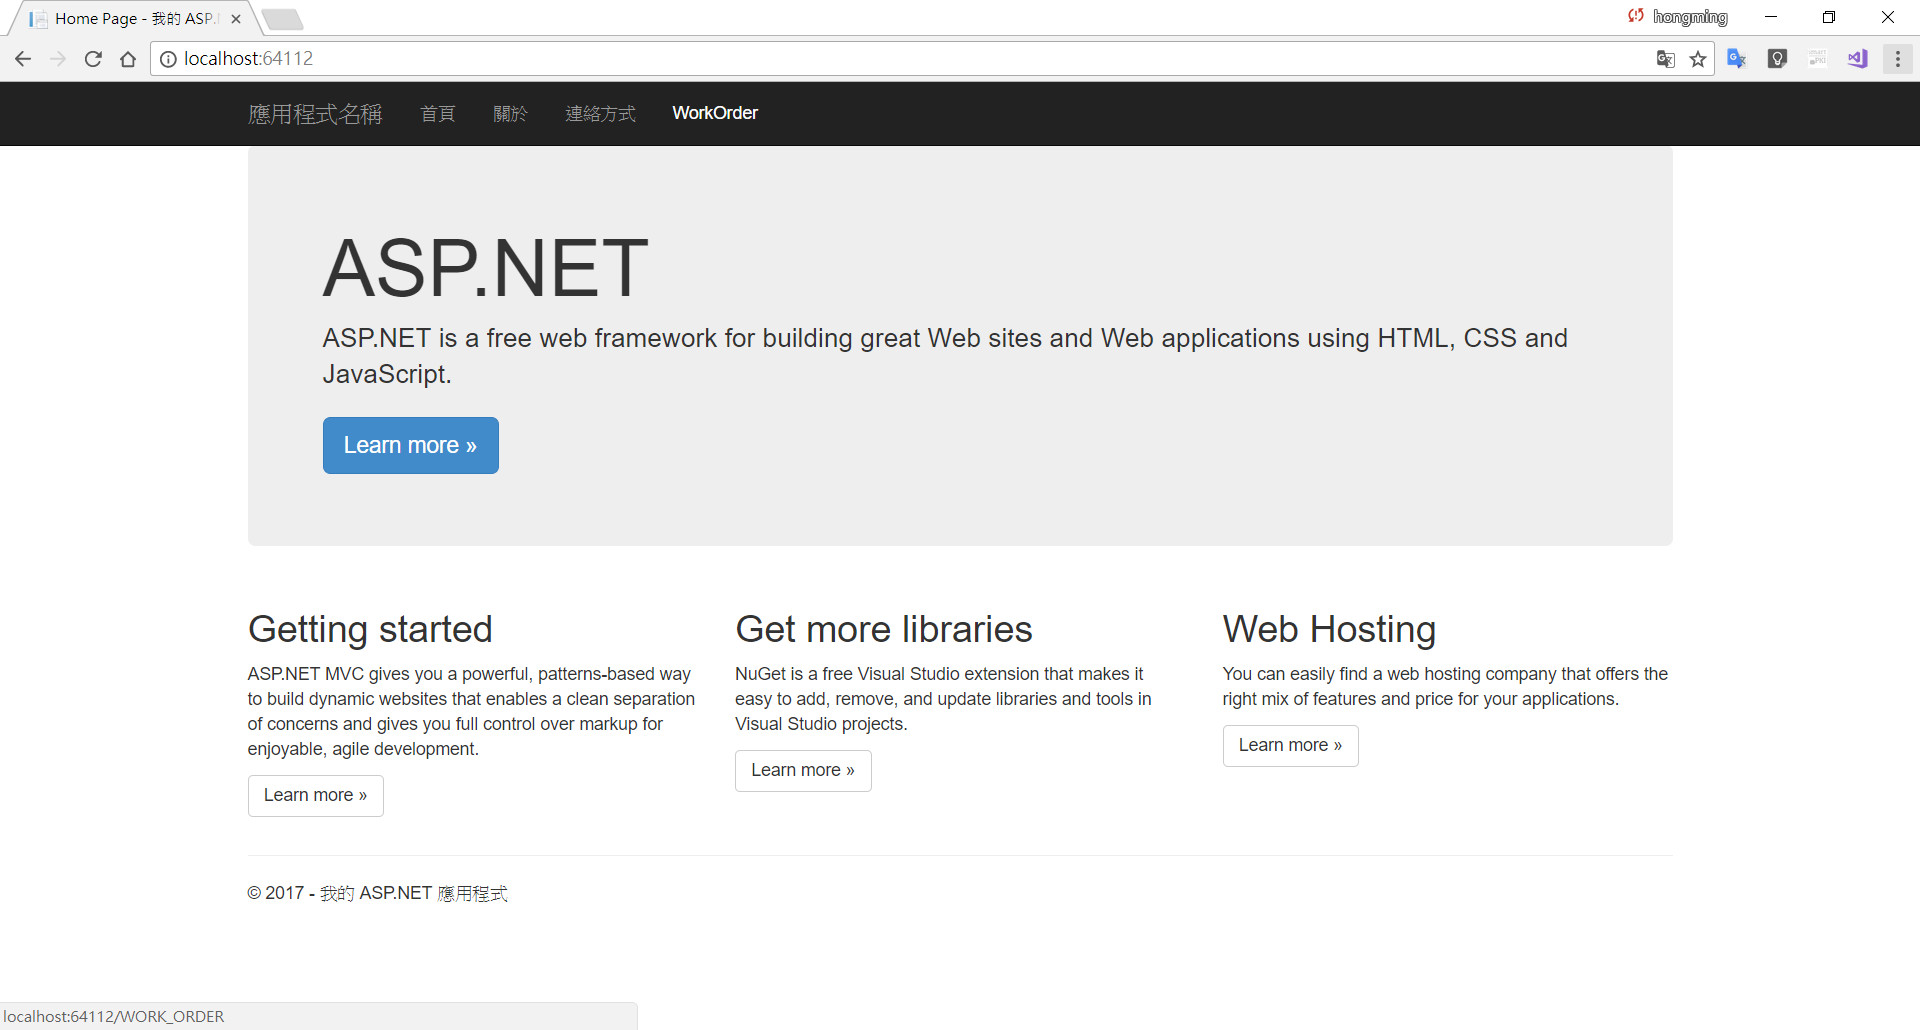 Home Page - 我的 ASP.
hongming
localhost:64112
應用程式名稱 首頁 關於 連絡方式 WorkOrder
ASP.NET
ASP.NET is a free web framework for building great Web sites and Web applications using HTML, CSS and
JavaScript.
Learn more »
Getting started
ASP.NET MVC gives you a powerful, patterns-based way
to build dynamic websites that enables a clean separation
of concerns and gives you full control over markup for
enjoyable, agile development.
Learn more »
Get more libraries
NuGet is a free Visual Studio extension that makes it
easy to add, remove, and update libraries and tools in
Visual Studio projects.
Learn more »
Web Hosting
You can easily find a web hosting company that offers the
right mix of features and price for your applications.
Learn more »
© 2017 - 我的 ASP.NET 應用程式
localhost:64112/WORK_ORDER